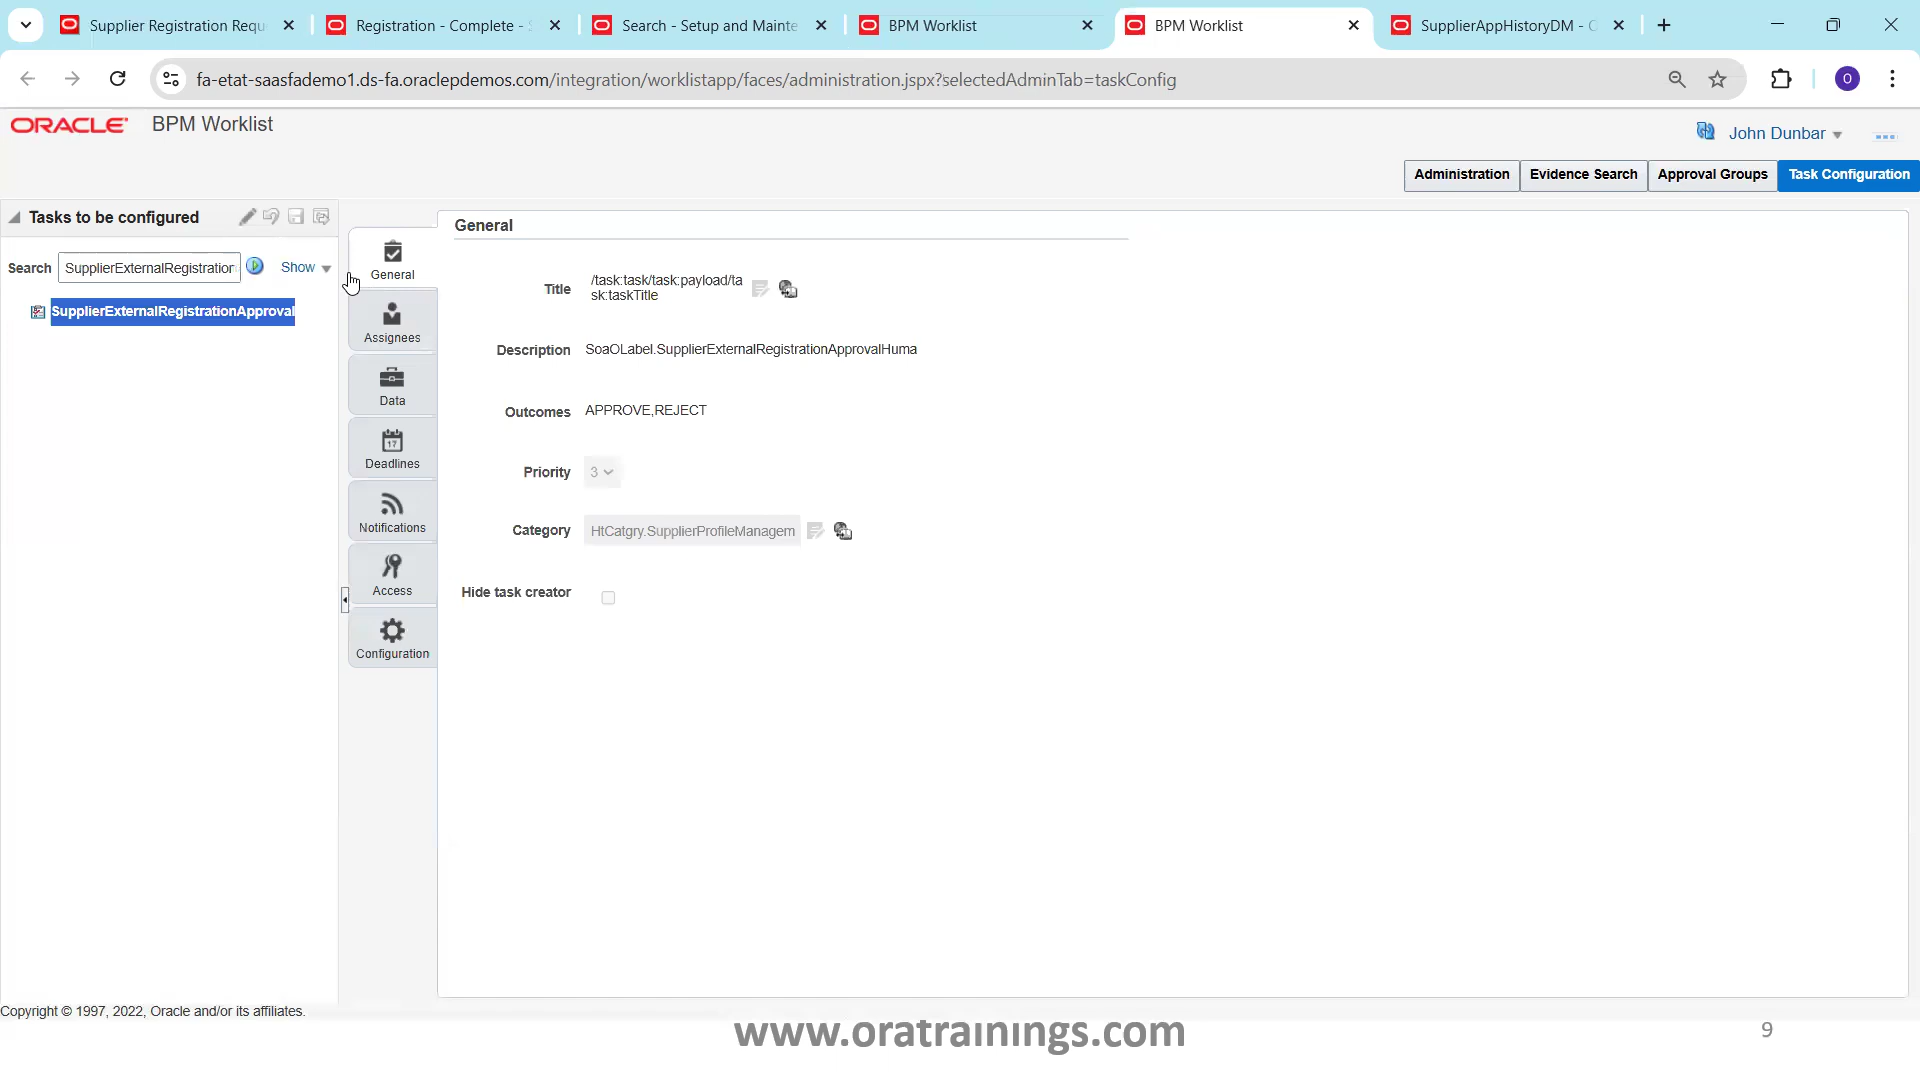 Supplier Registration Requ
Registration - Complete -
Search - Setup and Mainte
BPM Worklist
BPM Worklist
SupplierAppHistoryDM -
fa-etat-saasfademo1.ds-fa.oraclepdemos.com/integration/worklistapp/faces/administration.jspx?selectedAdminTab=taskConfig
O
ORACLE
BPM Worklist
John Dunbar
Administration
Evidence Search
Approval Groups
Task Configuration
Tasks to be configured
Search
SupplierExternalRegistration
Show
SupplierExternalRegistrationApproval
General
Assignees
Data
17
Deadlines
Notifications
Access
Configuration
General
Title
/task:task/task:payload/ta
sk:taskTitle
Description
SoaOLabel.SupplierExternalRegistrationApprovalHuma
Outcomes
APPROVE,REJECT
Priority
3
Category
HtCatgry.SupplierProfileManagem
Hide task creator
Copyright © 1997, 2022, Oracle and/or its affiliates.
www.oratrainings.com
9